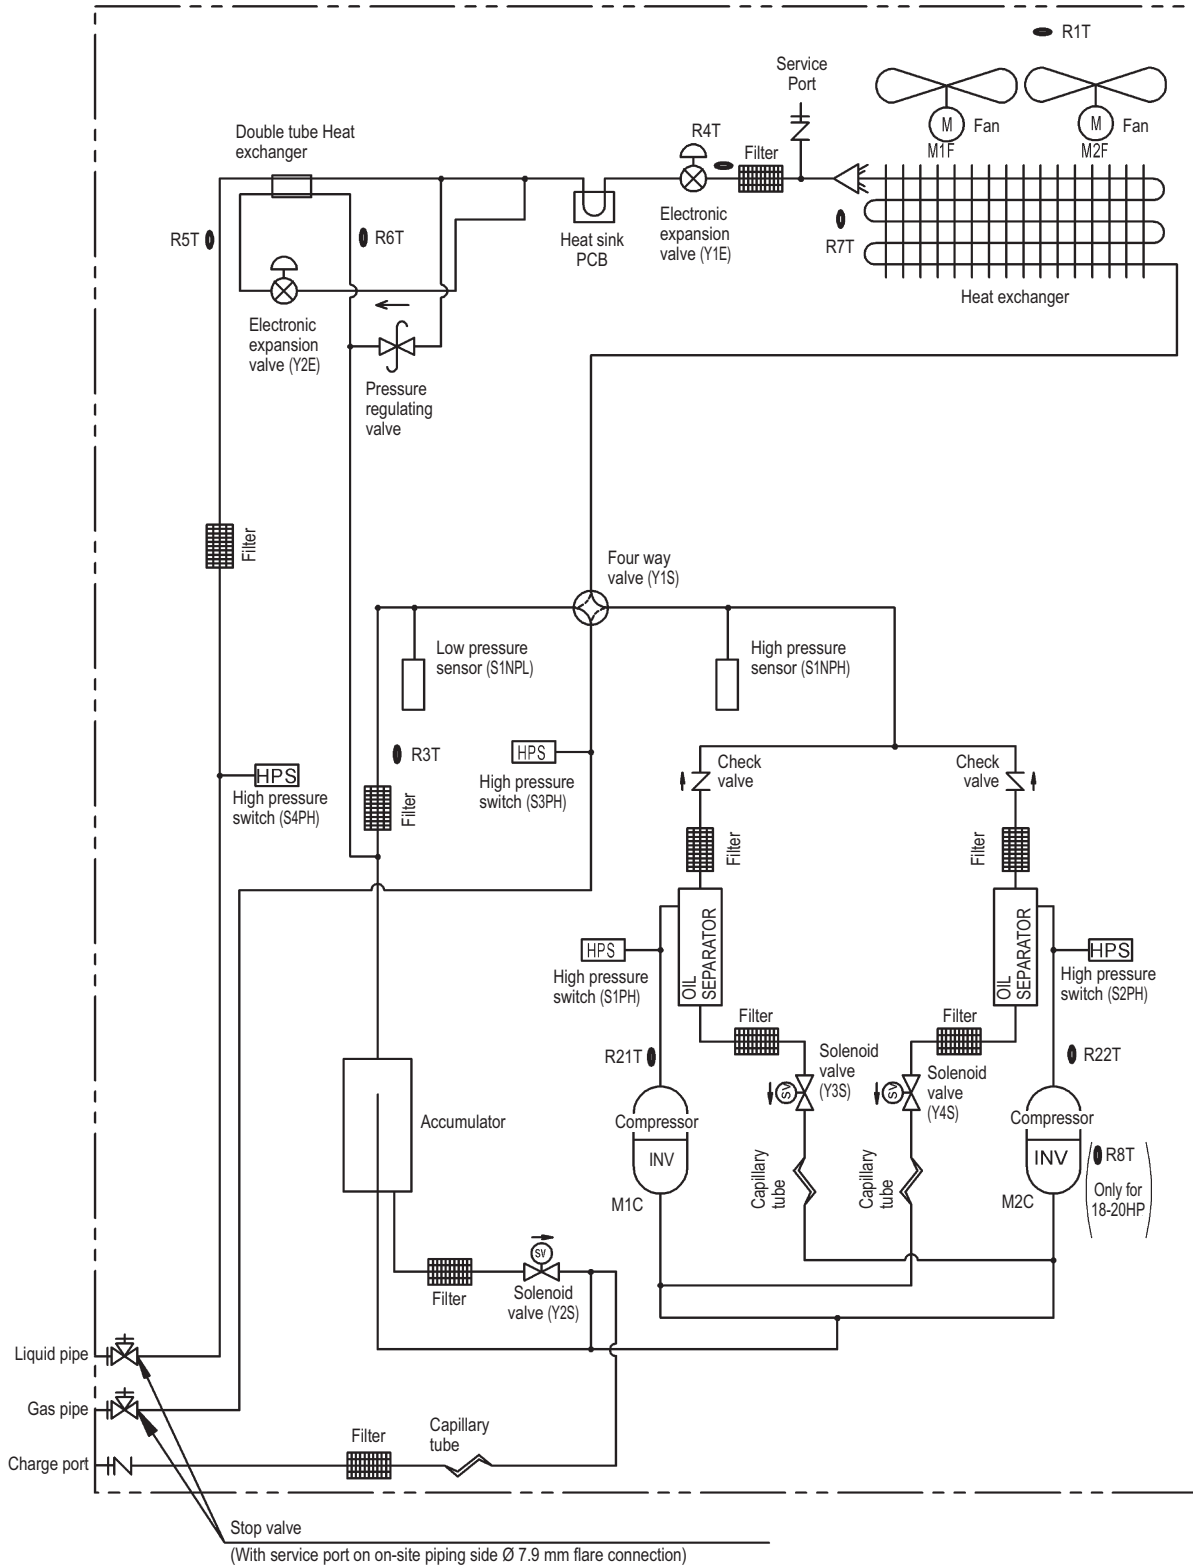 R1T
Service
Port
M
Fan
M1F
M
Fan
M2F
Double tube Heat
exchanger
R4T
Filter
R5T
R6T
Heat sink
PCB
Electronic
expansion
valve (Y1E)
R7T
Heat exchanger
Electronic
expansion
valve (Y2E)
Pressure
regulating
valve
Filter
Four way
valve (Y1S)
Low pressure
sensor (S1NPL)
High pressure
sensor (S1NPH)
R3T
HPS
High pressure
switch (S3PH)
HPS
High pressure
switch (S4PH)
Filter
Check
valve
Check
valve
Filter
Filter
OIL
SEPARATOR
OIL
SEPARATOR
HPS
High pressure
switch (S1PH)
HPS
High pressure
switch (S2PH)
Filter
Filter
R21T
R22T
Solenoid
valve
(Y3S)
SV
SV
Solenoid
valve
(Y4S)
Accumulator
Compressor
INV
M1C
Capillary
tube
Capillary
tube
Compressor
INV
M2C
R8T
Only for
18-20HP
SV
Filter
Solenoid
valve (Y2S)
Liquid pipe
Gas pipe
Charge port
Filter
Capillary
tube
Stop valve
(With service port on on-site piping side Ø 7.9 mm flare connection)